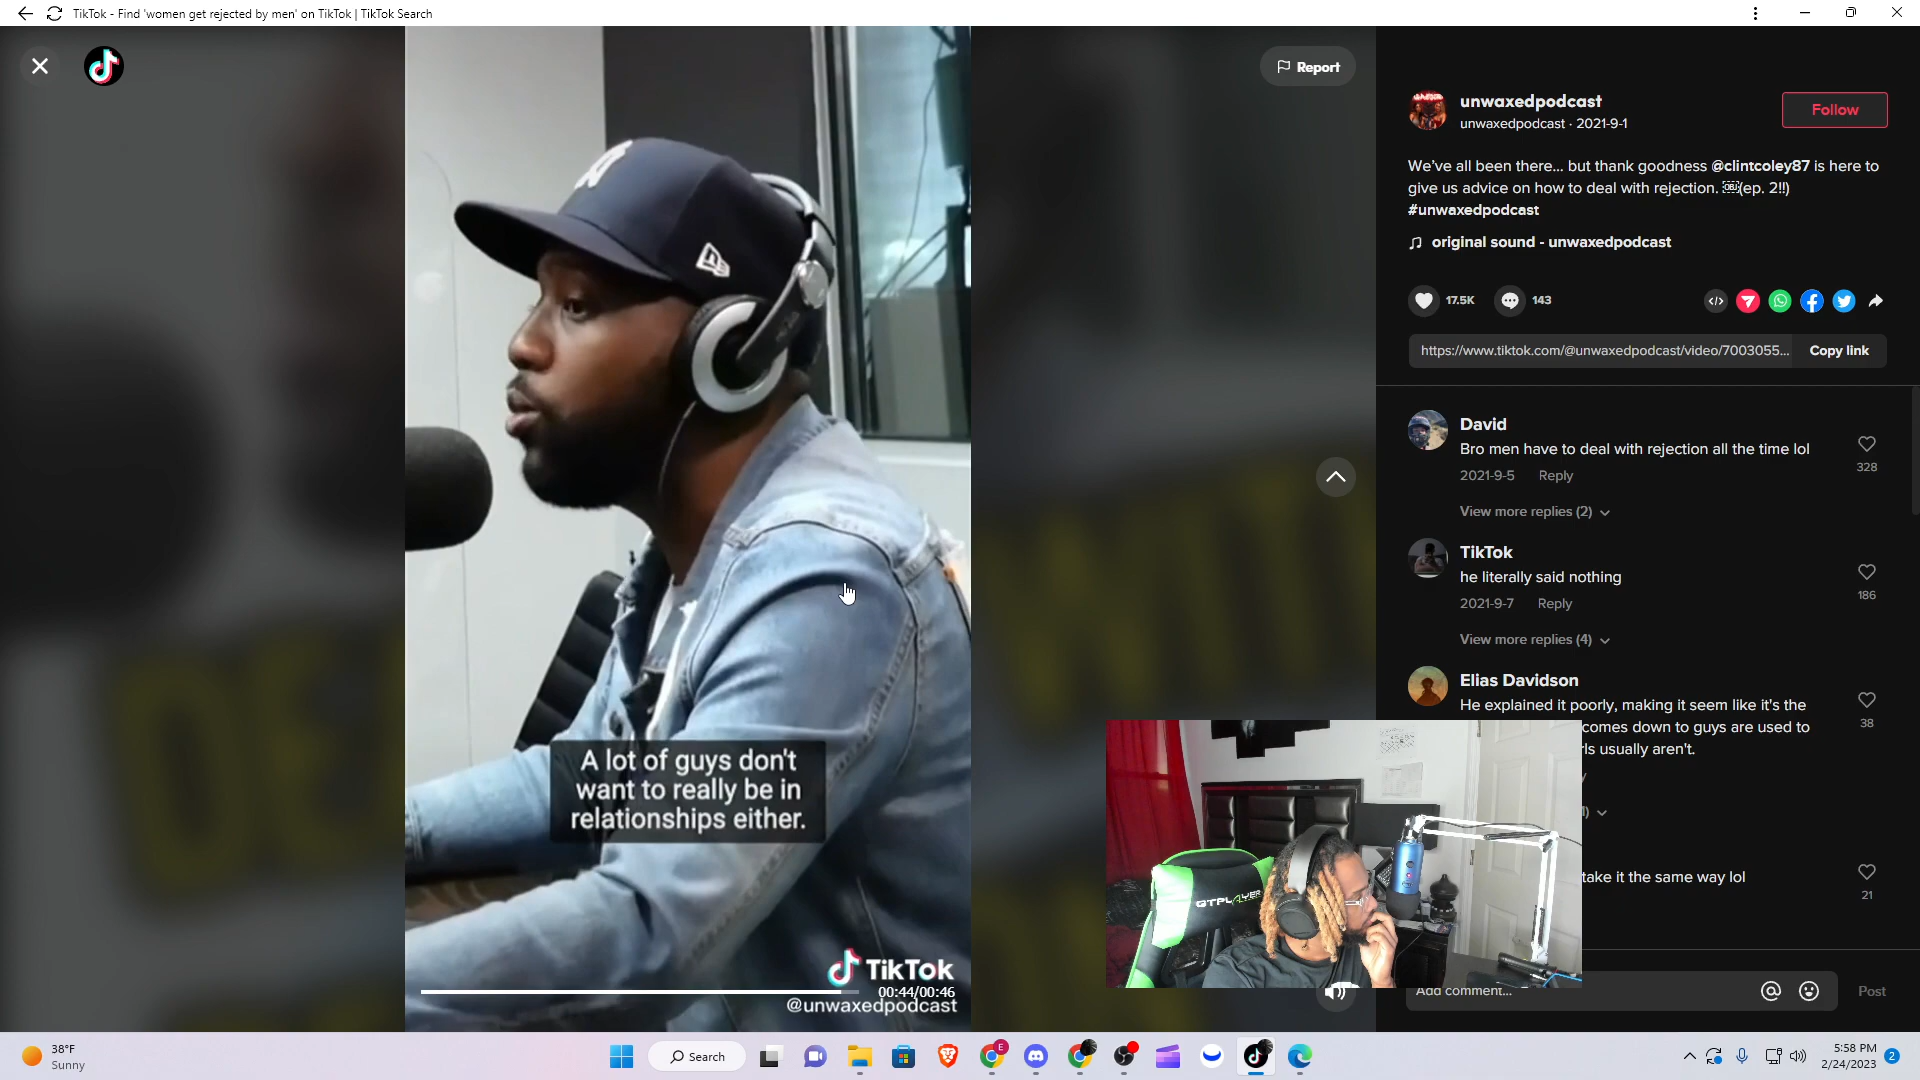 TikTok - Find 'women get rejected by men' on TikTok | TikTok Search
Report
unwaxedpodcast
unwaxedpodcast · 2021-9-1
Follow
We've all been there... but thank goodness @clintcoley87 is here to
give us advice on how to deal with rejection. (ep. 2!!)
#unwaxedpodcast
original sound - unwaxedpodcast
17.5K
143
https://www.tiktok.com/@unwaxedpodcast/video/7003055...
Copy link
David
Bro men have to deal with rejection all the time lol
2021-9-5 Reply
328
View more replies (2)
TikTok
he literally said nothing
2021-9-7 Reply
186
View more replies (4)
Elias Davidson
He explained it poorly, making it seem like it's the
comes down to guys are used to
rls usually aren't.
38
take it the same way lol
21
A lot of guys don't
want to really be in
relationships either.
TikTok
00:44/00:46
@unwaxedpodcast
GTPLAYER
Add comment...
Post
38°F
Sunny
Search
5:58 PM
2/24/2023
2